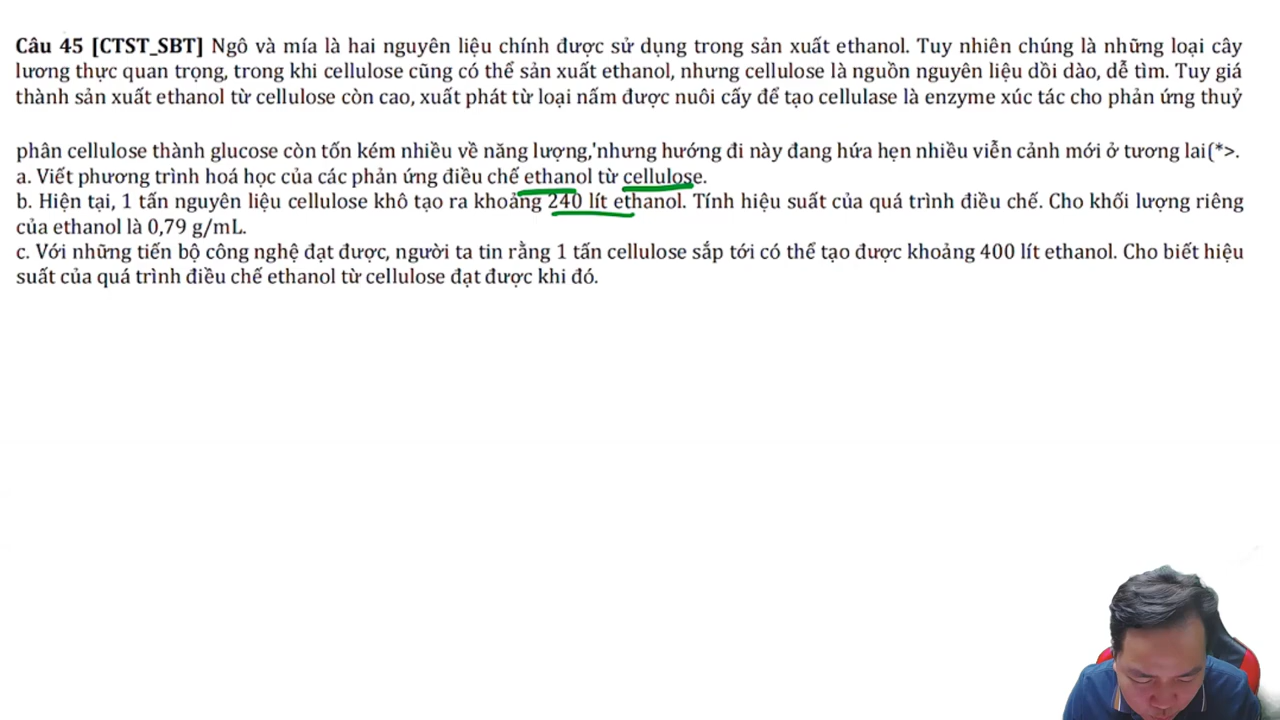 Câu 45 [CTST_SBT] Ngô và mía là hai nguyên liệu chính được sử dụng trong sản xuất ethanol. Tuy nhiên chúng là những loại cây
lương thực quan trọng, trong khi cellulose cũng có thể sản xuất ethanol, nhưng cellulose là nguồn nguyên liệu dồi dào, dễ tìm. Tuy giá
thành sản xuất ethanol từ cellulose còn cao, xuất phát từ loại nấm được nuôi cấy để tạo cellulase là enzyme xúc tác cho phản ứng thuỷ
phân cellulose thành glucose còn tốn kém nhiều về năng lượng,'nhưng hướng đi này đang hứa hẹn nhiều viễn cảnh mới ở tương lai(*>.
a. Viết phương trình hoá học của các phản ứng điều chế ethanol từ cellulose.
b. Hiện tại, 1 tấn nguyên liệu cellulose khô tạo ra khoảng 240 lít ethanol. Tính hiệu suất của quá trình điều chế. Cho khối lượng riêng
của ethanol là 0,79 g/mL.
c. Với những tiến bộ công nghệ đạt được, người ta tin rằng 1 tấn cellulose sắp tới có thể tạo được khoảng 400 lít ethanol. Cho biết hiệu
suất của quá trình điều chế ethanol từ cellulose đạt được khi đó.